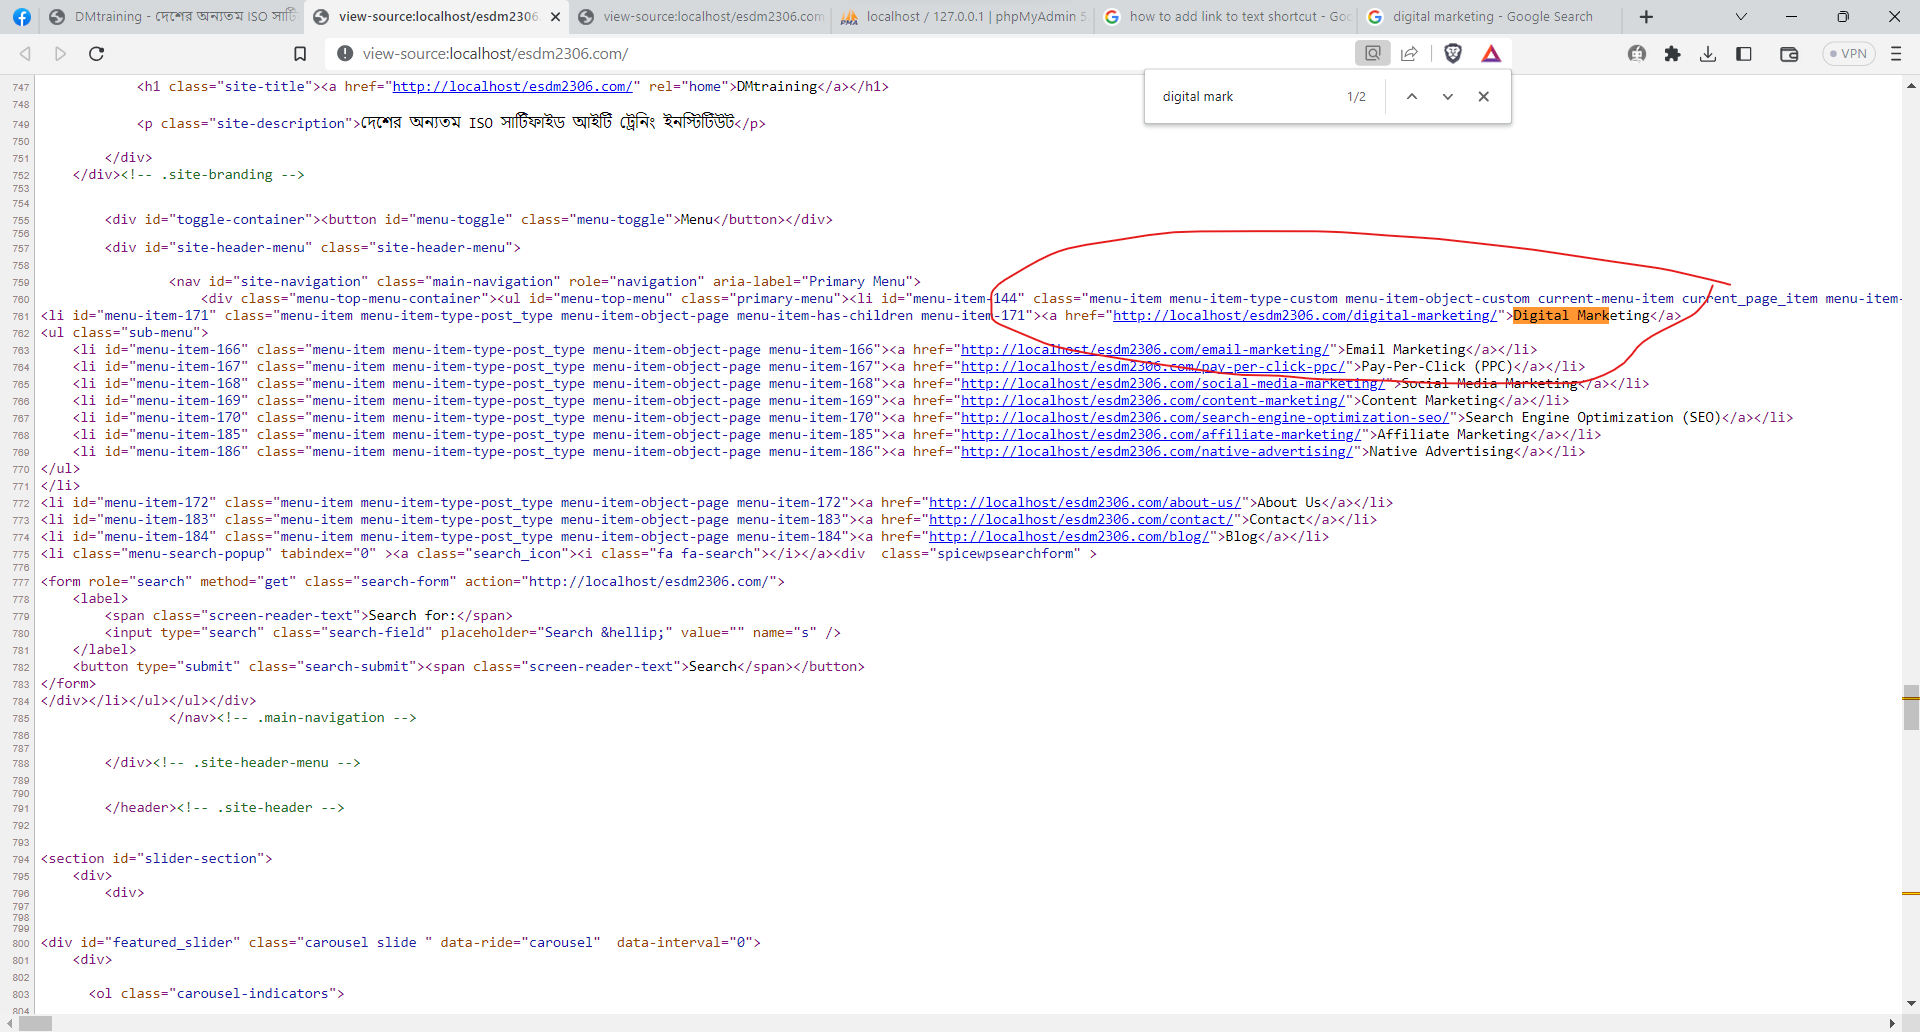 DMtraining - দেশের অন্যতম ISO সার্টি
view-source:localhost/esdm2306.
view-source:localhost/esdm2306.com
localhost / 127.0.0.1 | phpMyAdmin 5.
how to add link to text shortcut - Goo
digital marketing - Google Search
view-source:localhost/esdm2306.com/
VPN
digital mark 1/2
747 <h1 class="site-title"><a href="http://localhost/esdm2306.com/" rel="home">DMtraining</a></h1>
748
749 <p class="site-description">দেশের অন্যতম ISO সার্টিফাইড আইটি ট্রেনিং ইনস্টিটিউট</p>
750
751 </div>
752 </div><!-- .site-branding -->
753
754
755 <div id="toggle-container"><button id="menu-toggle" class="menu-toggle">Menu</button></div>
756
757 <div id="site-header-menu" class="site-header-menu">
758
759 <nav id="site-navigation" class="main-navigation" role="navigation" aria-label="Primary Menu">
760 <div class="menu-top-menu-container"><ul id="menu-top-menu" class="primary-menu"><li id="menu-item-144" class="menu-item menu-item-type-custom menu-item-object-custom current-menu-item current_page_item menu-item-
761 <li id="menu-item-171" class="menu-item menu-item-type-post_type menu-item-object-page menu-item-has-children menu-item-171"><a href="http://localhost/esdm2306.com/digital-marketing/">Digital Marketing</a>
762 <ul class="sub-menu">
763 <li id="menu-item-166" class="menu-item menu-item-type-post_type menu-item-object-page menu-item-166"><a href="http://localhost/esdm2306.com/email-marketing/">Email Marketing</a></li>
764 <li id="menu-item-167" class="menu-item menu-item-type-post_type menu-item-object-page menu-item-167"><a href="http://localhost/esdm2306.com/pay-per-click-ppc/">Pay-Per-Click (PPC)</a></li>
765 <li id="menu-item-168" class="menu-item menu-item-type-post_type menu-item-object-page menu-item-168"><a href="http://localhost/esdm2306.com/social-media-marketing/">Social Media Marketing</a></li>
766 <li id="menu-item-169" class="menu-item menu-item-type-post_type menu-item-object-page menu-item-169"><a href="http://localhost/esdm2306.com/content-marketing/">Content Marketing</a></li>
767 <li id="menu-item-170" class="menu-item menu-item-type-post_type menu-item-object-page menu-item-170"><a href="http://localhost/esdm2306.com/search-engine-optimization-seo/">Search Engine Optimization (SEO)</a></li>
768 <li id="menu-item-185" class="menu-item menu-item-type-post_type menu-item-object-page menu-item-185"><a href="http://localhost/esdm2306.com/affiliate-marketing/">Affiliate Marketing</a></li>
769 <li id="menu-item-186" class="menu-item menu-item-type-post_type menu-item-object-page menu-item-186"><a href="http://localhost/esdm2306.com/native-advertising/">Native Advertising</a></li>
770 </ul>
771 </li>
772 <li id="menu-item-172" class="menu-item menu-item-type-post_type menu-item-object-page menu-item-172"><a href="http://localhost/esdm2306.com/about-us/">About Us</a></li>
773 <li id="menu-item-183" class="menu-item menu-item-type-post_type menu-item-object-page menu-item-183"><a href="http://localhost/esdm2306.com/contact/">Contact</a></li>
774 <li id="menu-item-184" class="menu-item menu-item-type-post_type menu-item-object-page menu-item-184"><a href="http://localhost/esdm2306.com/blog/">Blog</a></li>
775 <li class="menu-search-popup" tabindex="0" ><a class="search_icon"><i class="fa fa-search"></i></a><div  class="spicewpsearchform" >
776
777 <form role="search" method="get" class="search-form" action="http://localhost/esdm2306.com/">
778 <label>
779 <span class="screen-reader-text">Search for:</span>
780 <input type="search" class="search-field" placeholder="Search &hellip;" value="" name="s" />
781 </label>
782 <button type="submit" class="search-submit"><span class="screen-reader-text">Search</span></button>
783 </form>
784 </div></li></ul></ul></div>
785 </nav><!-- .main-navigation -->
786
787
788 </div><!-- .site-header-menu -->
789
790
791 </header><!-- .site-header -->
792
793
794 <section id="slider-section">
795 <div>
796 <div>
797
798
799
800 <div id="featured_slider" class="carousel slide " data-ride="carousel"  data-interval="0">
801 <div>
802
803 <ol class="carousel-indicators">
804